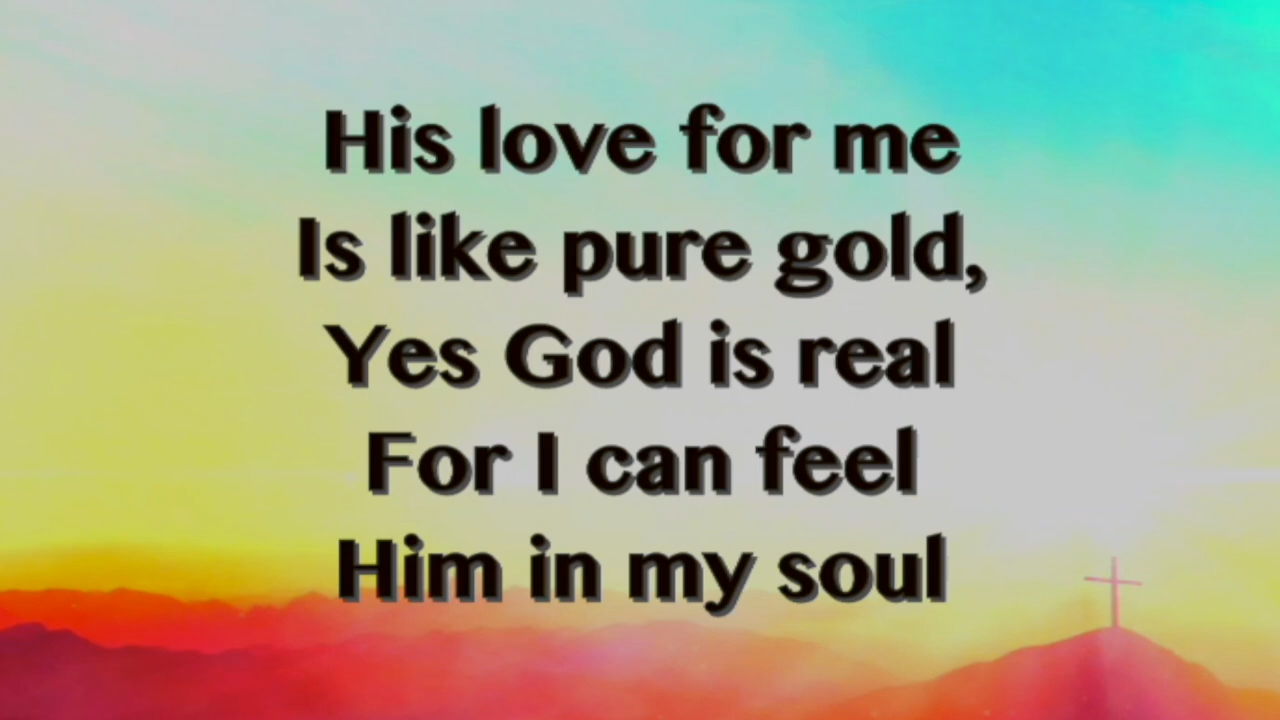 His love for me
Is like pure gold,
Yes God is real
For I can feel
Him in my soul